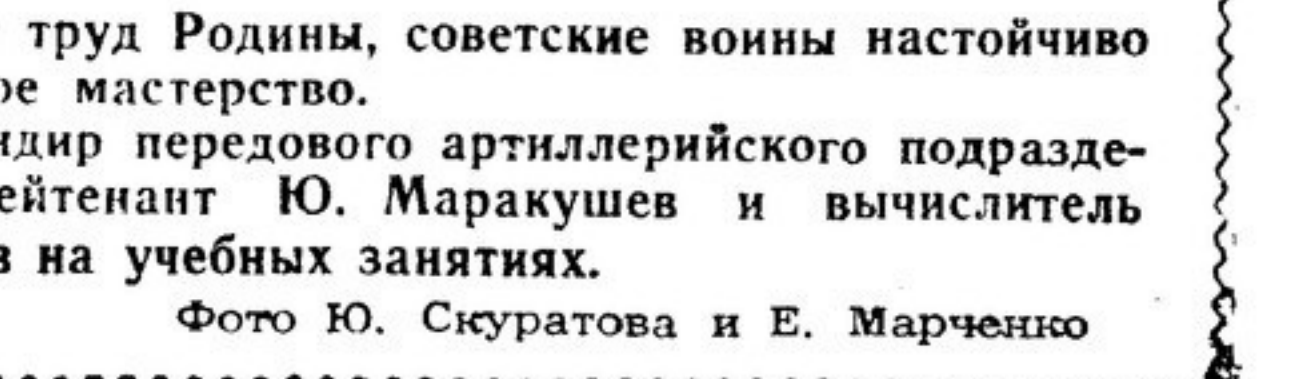 труд Родины, советские воины настойчиво
ое мастерство.
ндир передового артиллерийского подразде-
ейтенант Ю. Маракушев и вычислитель
в на учебных занятиях.
Фото Ю. Скуратова и Е. Марченко